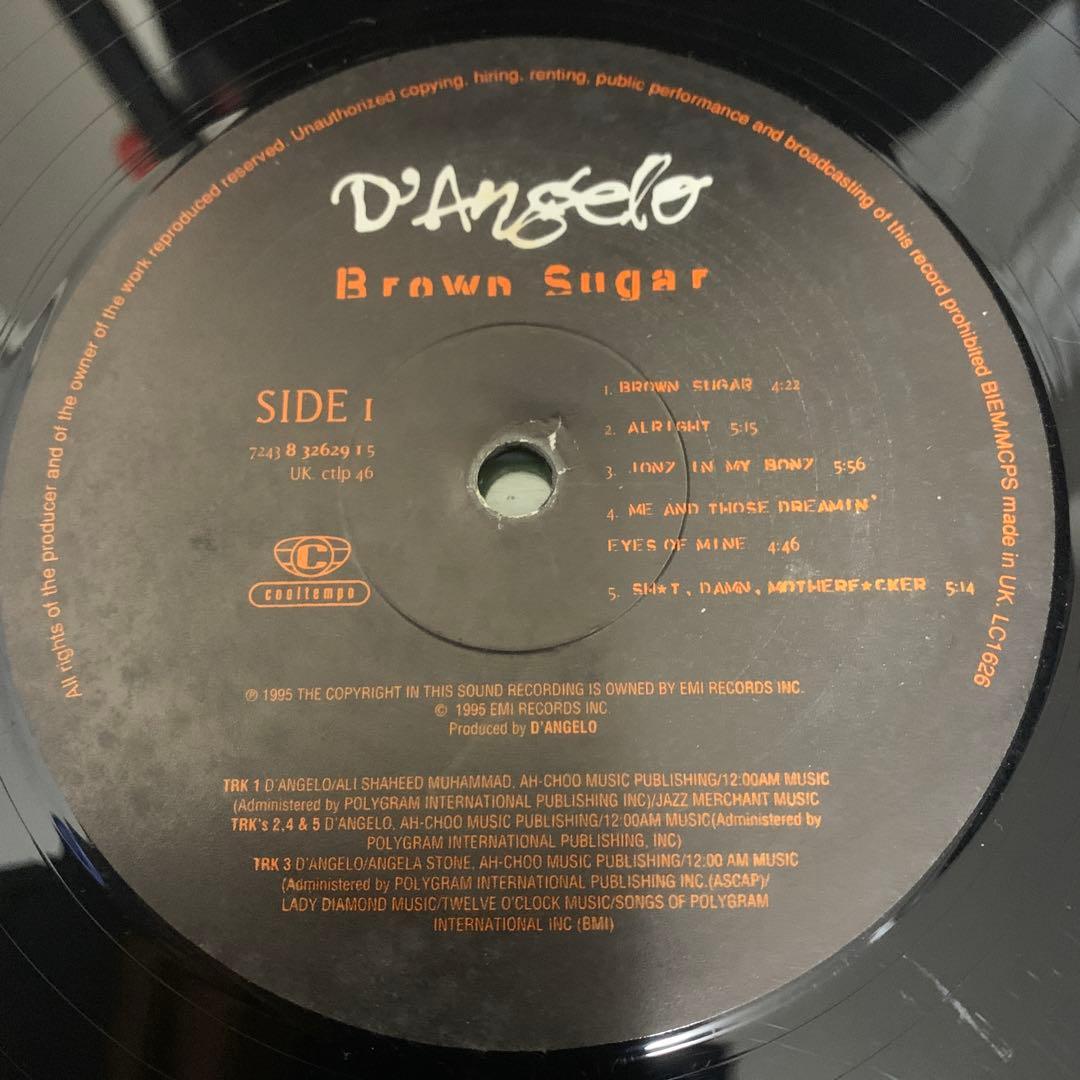 All rights of the producer and of the owner of the work reproduced reserved. Unauthorized copying, hiring, renting, public performance and broadcasting of this record prohibited BIEM/MCPS made in UK. LC1626
D'Angelo
Brown Sugar
SIDE 1
7243 8 32629 1 5
UK. ctlp 46
C
cooltempo
1. BROWN SUGAR 4:22
2. ALRIGHT 5:15
3. JONZ IN MY BONZ 5:56
4. ME AND THOSE DREAMIN'
EYES OF MINE 4:46
5. SH*T, DAMN, MOTHERF*CKER 5:14
℗ 1995 THE COPYRIGHT IN THIS SOUND RECORDING IS OWNED BY EMI RECORDS INC.
© 1995 EMI RECORDS INC.
Produced by D'ANGELO
TRK 1 D'ANGELO/ALI SHAHEED MUHAMMAD, AH-CHOO MUSIC PUBLISHING/12:00AM MUSIC
(Administered by POLYGRAM INTERNATIONAL PUBLISHING INC)/JAZZ MERCHANT MUSIC
TRK's 2,4 & 5 D'ANGELO, AH-CHOO MUSIC PUBLISHING/12:00AM MUSIC(Administered by
POLYGRAM INTERNATIONAL PUBLISHING, INC)
TRK 3 D'ANGELO/ANGELA STONE, AH-CHOO MUSIC PUBLISHING/12:00 AM MUSIC
(Administered by POLYGRAM INTERNATIONAL PUBLISHING INC.(ASCAP)/
LADY DIAMOND MUSIC/TWELVE O'CLOCK MUSIC/SONGS OF POLYGRAM
INTERNATIONAL INC (BMI)